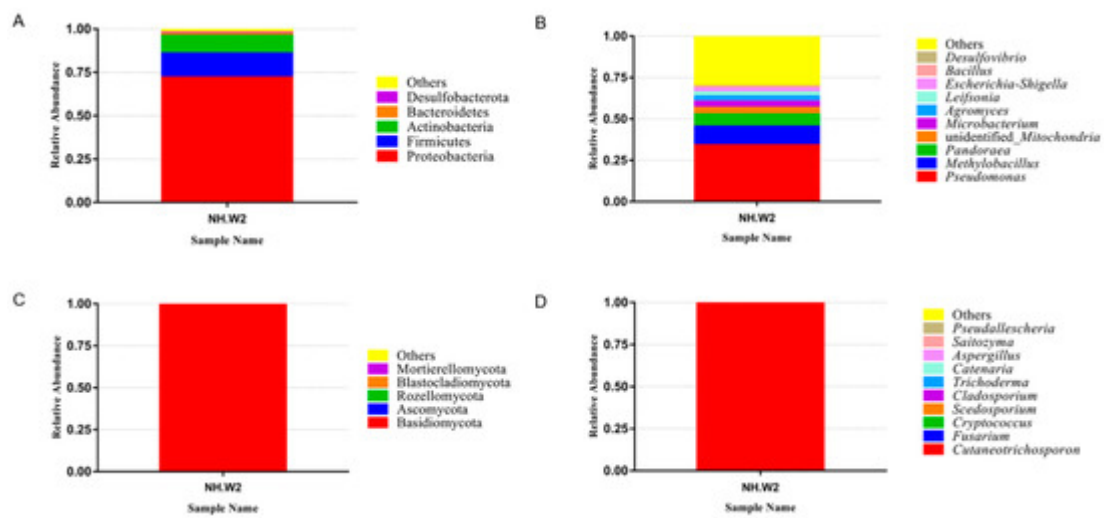 A
1.00
0.75
0.50
0.25
0.00
Relative Abundance
NH.W2
Sample Name
Others
Desulfobacterota
Bacteroidetes
Actinobacteria
Firmicutes
Proteobacteria
B
1.00
0.75
0.50
0.25
0.00
Relative Abundance
NH.W2
Sample Name
Others
Desulfovibrio
Bacillus
Escherichia-Shigella
Leifsonia
Agromyces
Microbacterium
unidentified_Mitochondria
Pandoraea
Methylobacillus
Pseudomonas
C
1.00
0.75
0.50
0.25
0.00
Relative Abundance
NH.W2
Sample Name
Others
Mortierellomycota
Blastocladiomycota
Rozellomycota
Ascomycota
Basidiomycota
D
1.00
0.75
0.50
0.25
0.00
Relative Abundance
NH.W2
Sample Name
Others
Pseudallescheria
Saitozyma
Aspergillus
Catenaria
Trichoderma
Cladosporium
Scedosporium
Cryptococcus
Fusarium
Cutaneotrichosporon